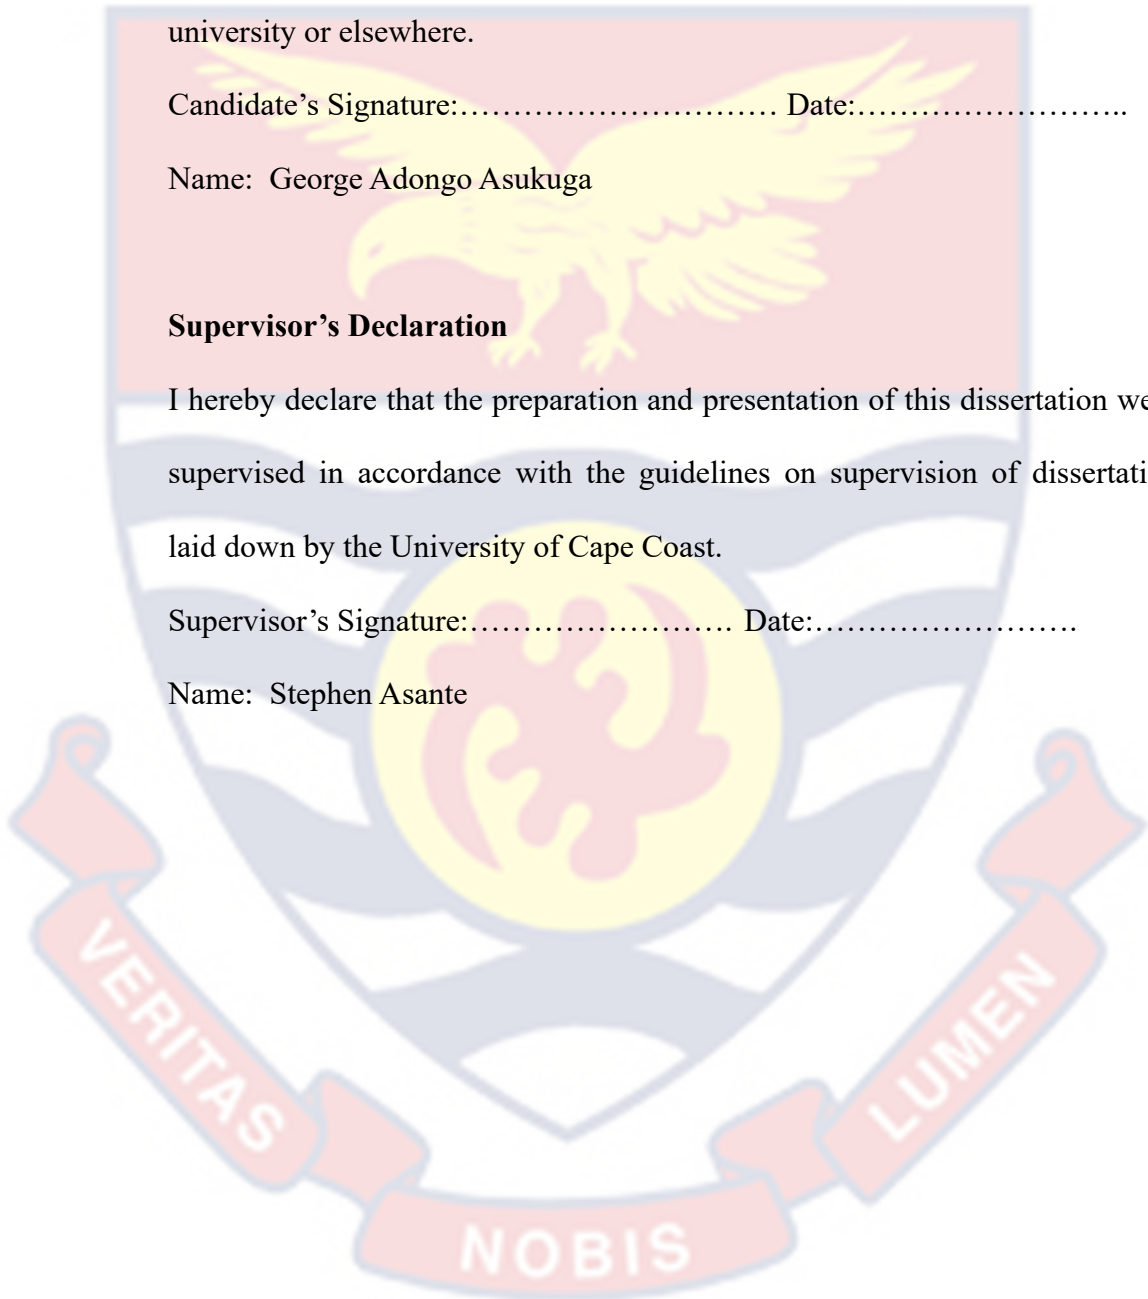 university or elsewhere.
Candidate’s Signature:………………………… Date:……………………..
Name: George Adongo Asukuga
Supervisor’s Declaration
I hereby declare that the preparation and presentation of this dissertation we
supervised in accordance with the guidelines on supervision of dissertati
laid down by the University of Cape Coast.
Supervisor’s Signature:……………………. Date:…………………….
Name: Stephen Asante
VERITAS
NOBIS
LUMEN